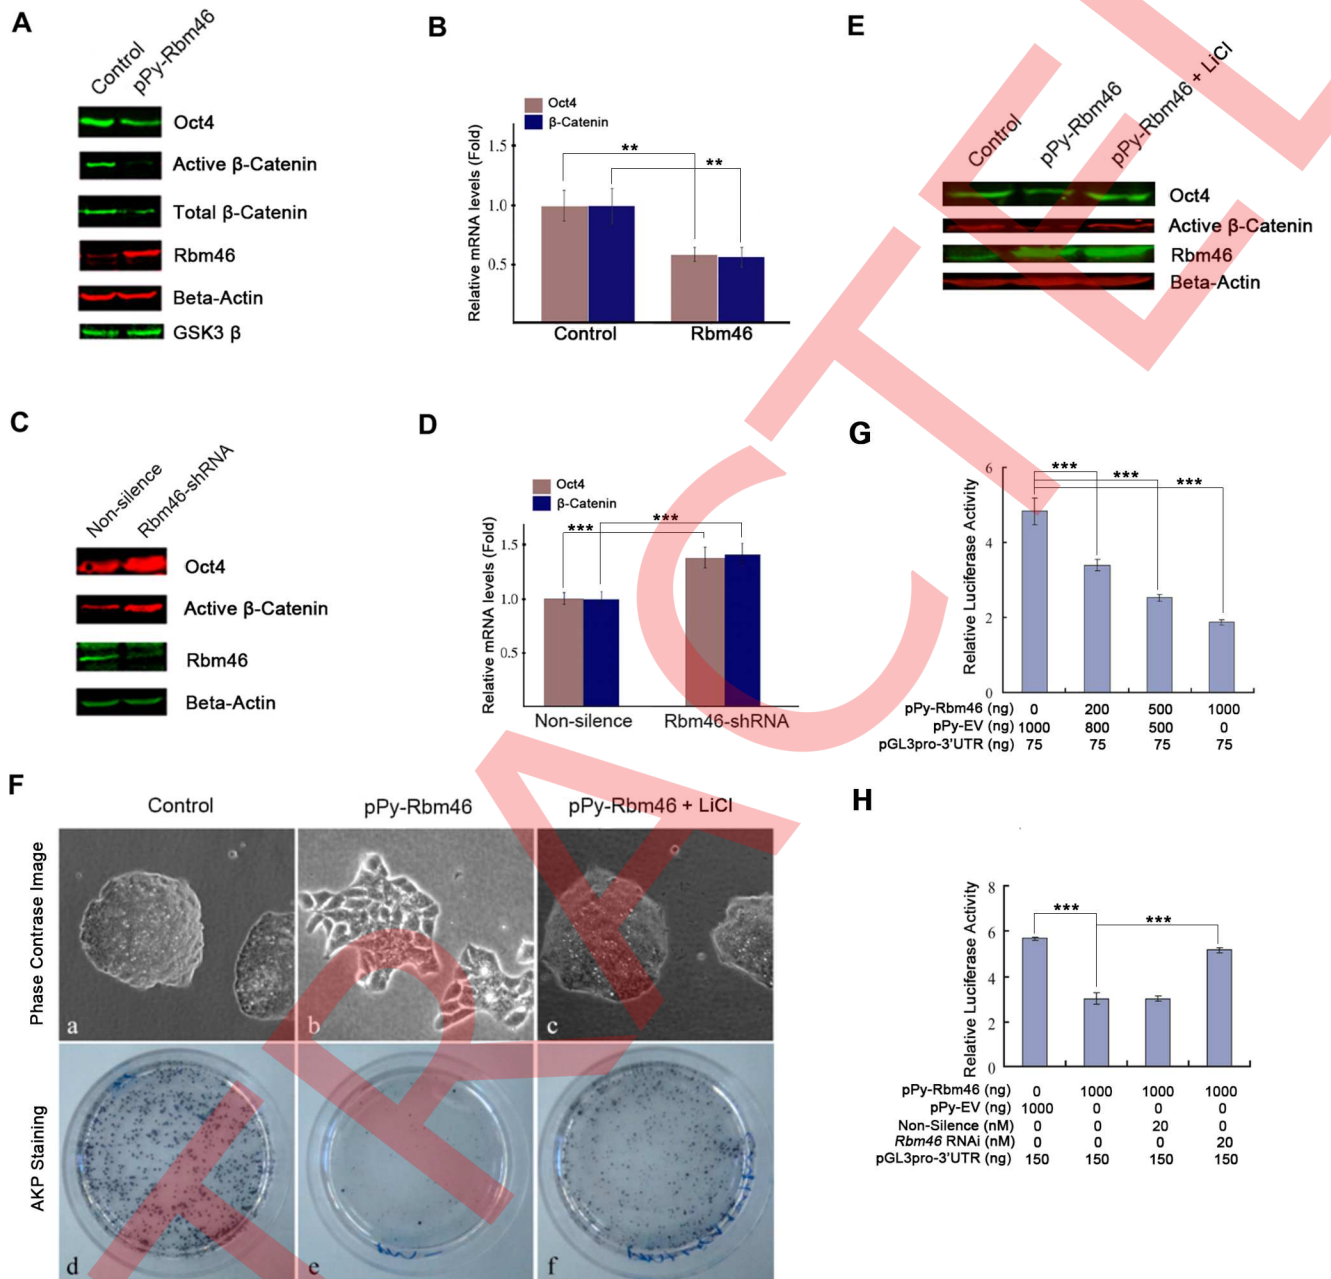 A
Control
pPy-Rbm46
Oct4
Active β-Catenin
Total β-Catenin
Rbm46
Beta-Actin
GSK3 β
B
Oct4
β-Catenin
Relative mRNA levels (Fold)
1.5
1.0
0.5
**
**
Control
Rbm46
E
Control
pPy-Rbm46
pPy-Rbm46 + LiCl
Oct4
Active β-Catenin
Rbm46
Beta-Actin
C
Non-silence
Rbm46-shRNA
Oct4
Active β-Catenin
Rbm46
Beta-Actin
D
Oct4
β-Catenin
Relative mRNA levels (Fold)
1.5
1.0
0.5
***
***
Non-silence
Rbm46-shRNA
G
Relative Luciferase Activity
6
4
2
0
***
***
***
pPy-Rbm46 (ng) 0 200 500 1000
pPy-EV (ng) 1000 800 500 0
pGL3pro-3'UTR (ng) 75 75 75 75
F
Control
pPy-Rbm46
pPy-Rbm46 + LiCl
Phase Contrase Image
a
b
c
AKP Staining
d
e
f
H
Relative Luciferase Activity
8
6
4
2
0
***
***
pPy-Rbm46 (ng) 0 1000 1000 1000
pPy-EV (ng) 1000 0 0 0
Non-Silence (nM) 0 0 20 0
Rbm46 RNAi (nM) 0 0 0 20
pGL3pro-3'UTR (ng) 150 150 150 150